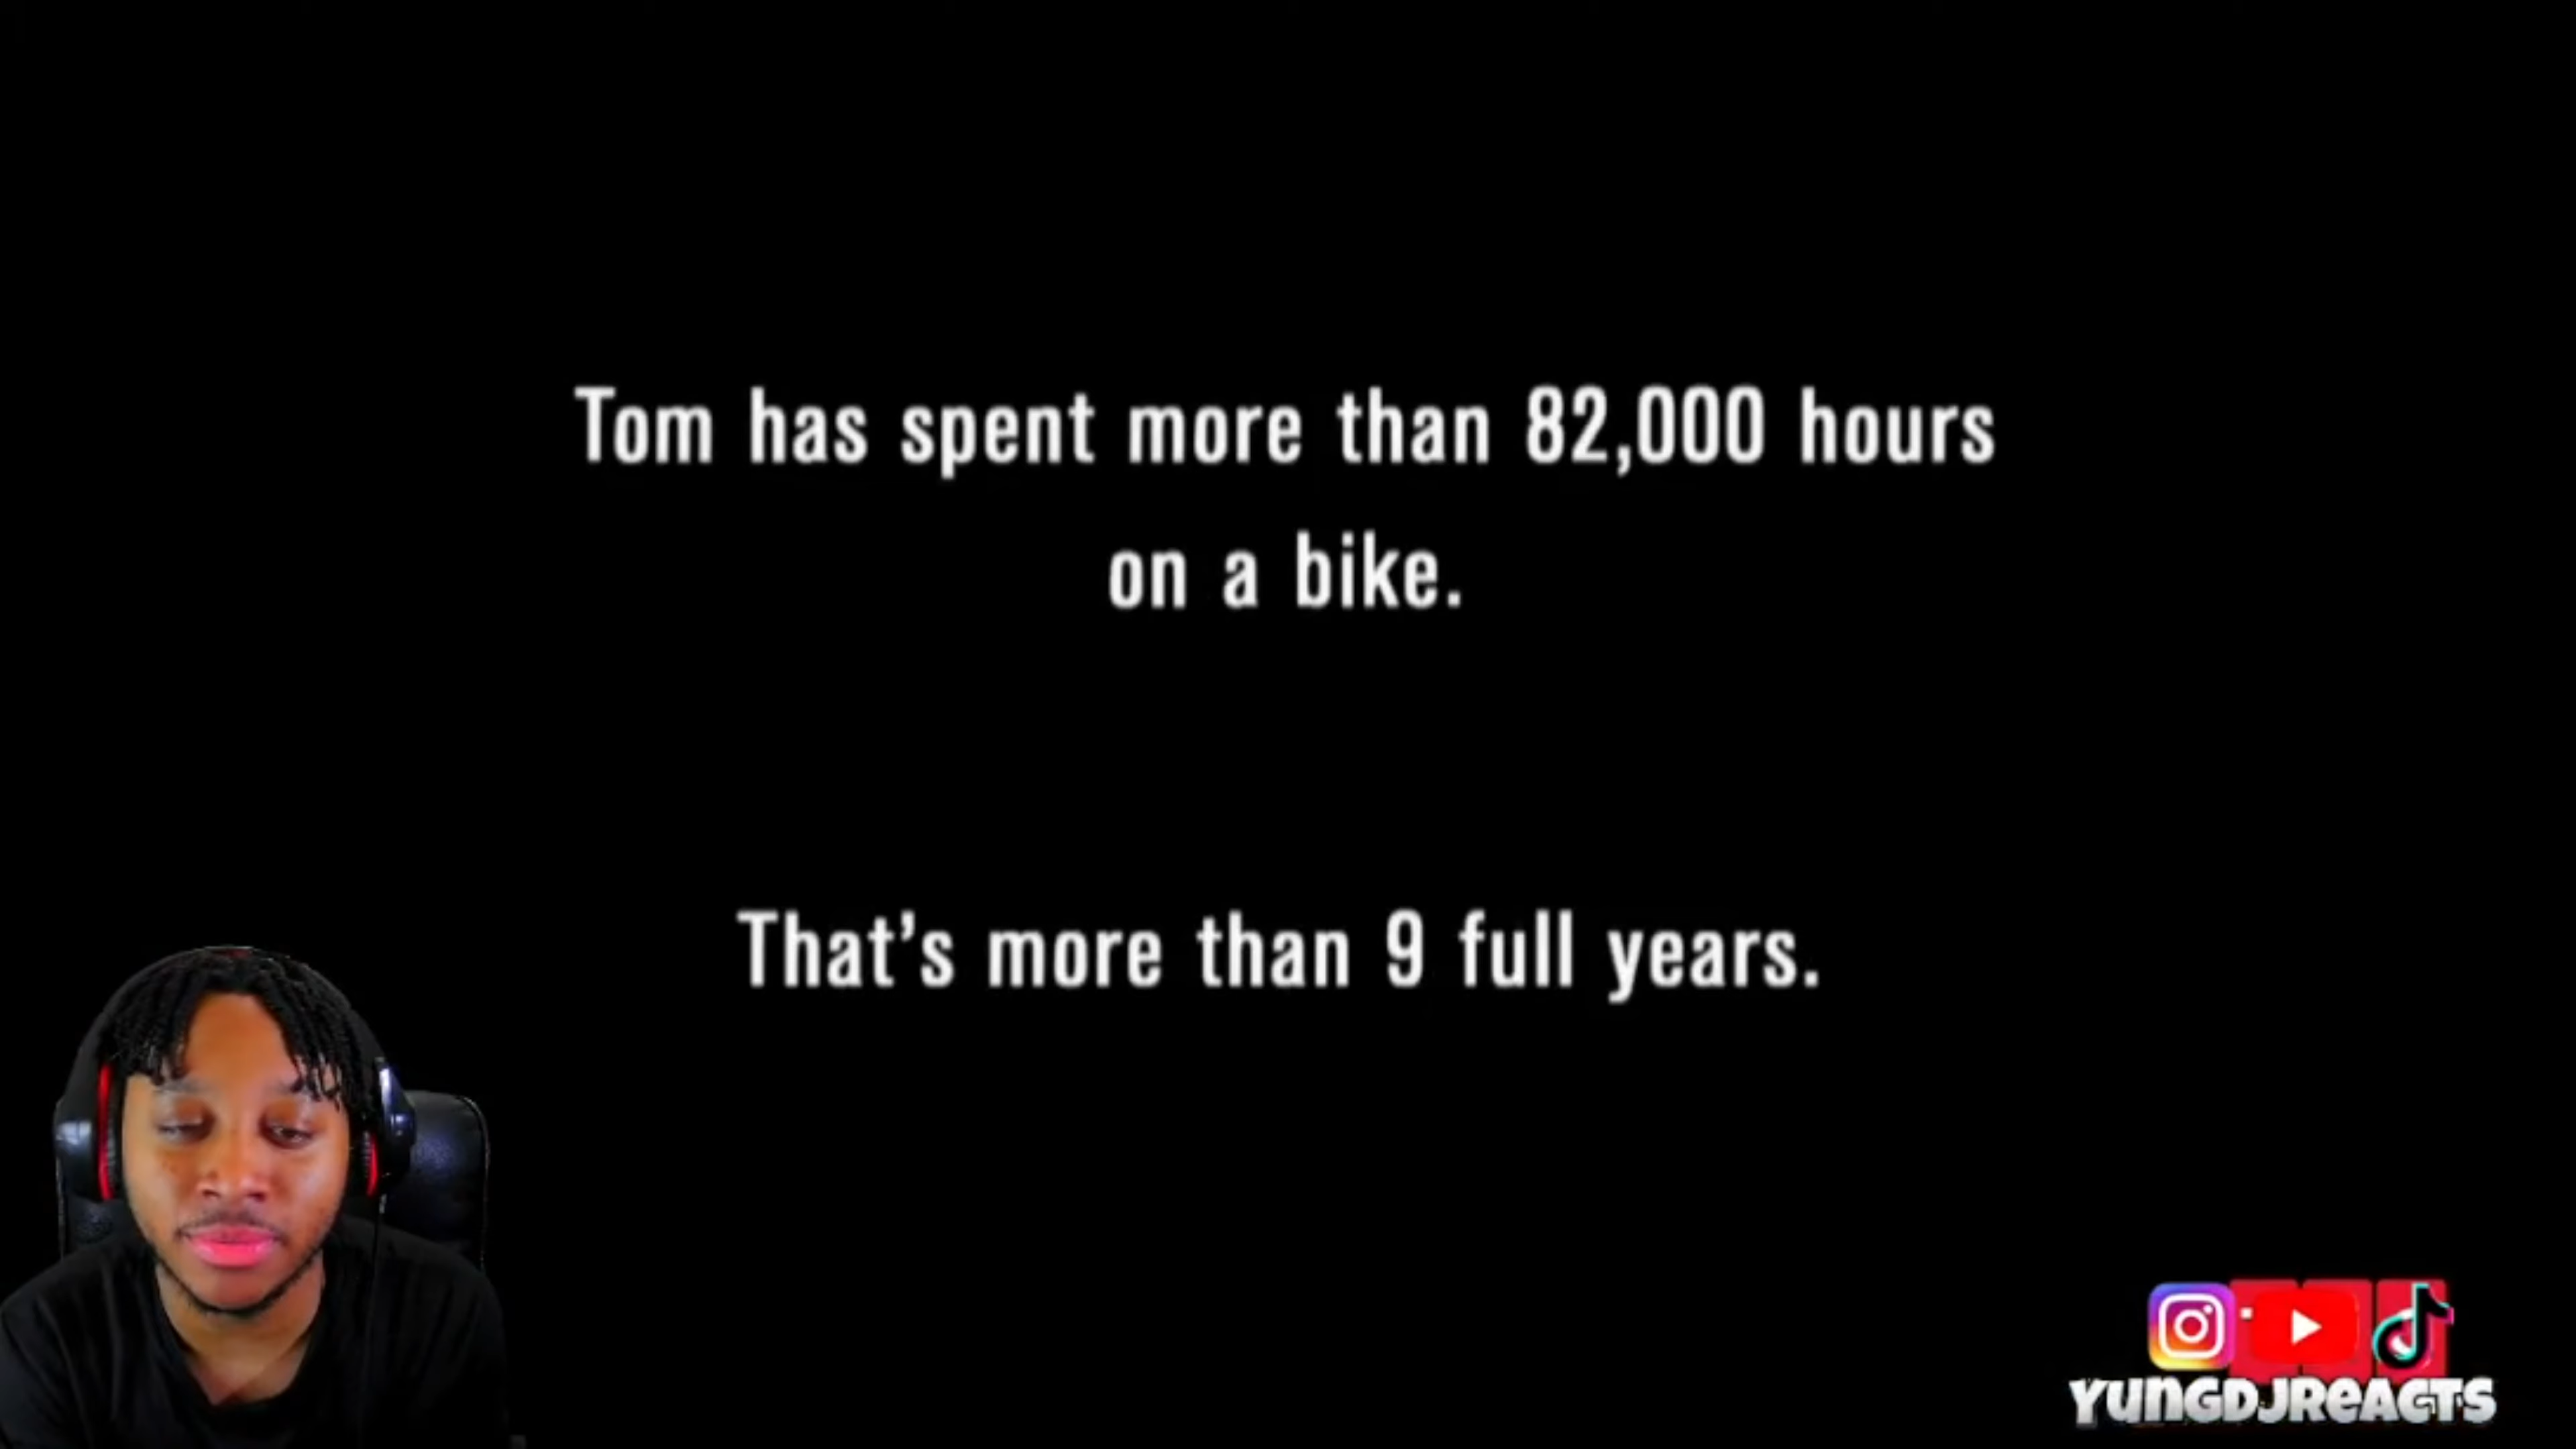 Tom has spent more than 82,000 hours
on a bike.
That's more than 9 full years.
YUNGDJREACTS